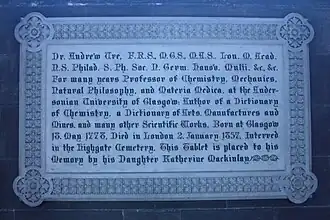 Dr. Andrew Ure, F.R.S. M.G.S. M.A.S. Lon. M. Acad.
N.S. Philad. S. Ph. Soc. N. Germ. Hanov. Mulii. &c. &c.
For many years Professor of Chemistry, Mechanics,
Natural Philosophy, and Materia Medica, at the Ander-
sonian University of Glasgow, Author of a Dictionary
of Chemistry, a Dictionary of Arts, Manufactures and
Mines, and many other Scientific Works. Born at Glasgow
18. May 1778, Died in London 2. January 1857. Interred
in the Highgate Cemetery. This Tablet is placed to his
Memory by his Daughter Katherine Mackinlay